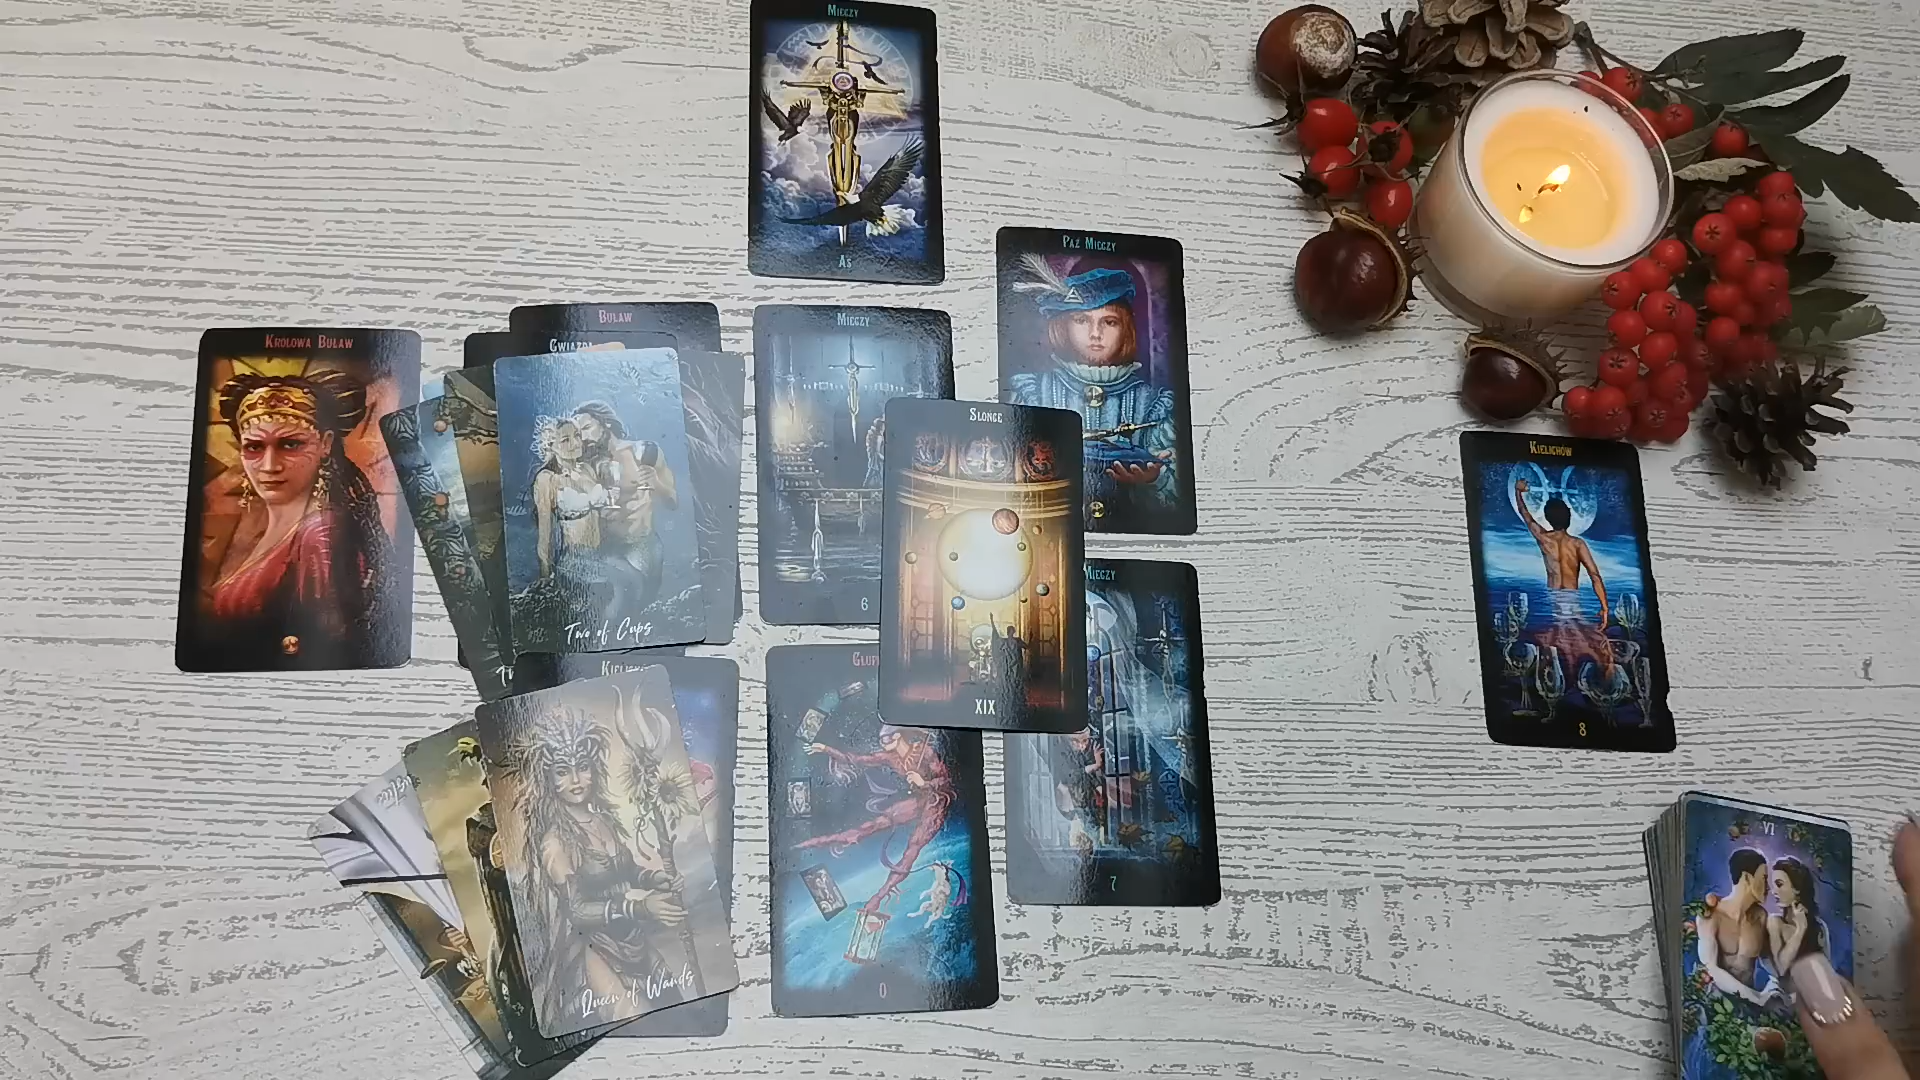 Mieczy
As
Paź Mieczy
Buław
Mieczy
Królowa Buław
Gwiazda
Słońce
Kielichów
6
Two of Cups
Mieczy
XIX
8
VI
7
Queen of Wands
0